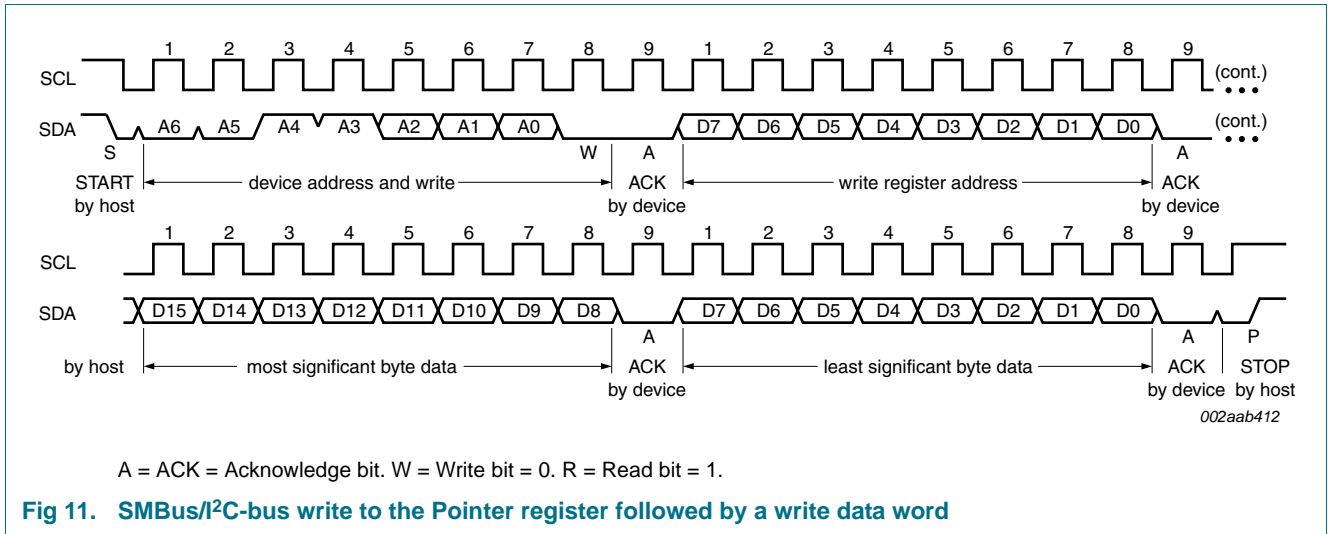 1 2 3 4 5 6 7 8 9 1 2 3 4 5 6 7 8 9
SCL (cont.)
SDA A6 A5 A4 A3 A2 A1 A0 D7 D6 D5 D4 D3 D2 D1 D0 (cont.)
S W A A
START device address and write ACK write register address ACK
by host by device by device
1 2 3 4 5 6 7 8 9 1 2 3 4 5 6 7 8 9
SCL
SDA D15 D14 D13 D12 D11 D10 D9 D8 D7 D6 D5 D4 D3 D2 D1 D0
A A P
by host most significant byte data ACK least significant byte data ACK STOP
by device by device by host
002aab412
A = ACK = Acknowledge bit. W = Write bit = 0. R = Read bit = 1.
Fig 11. SMBus/I²C-bus write to the Pointer register followed by a write data word